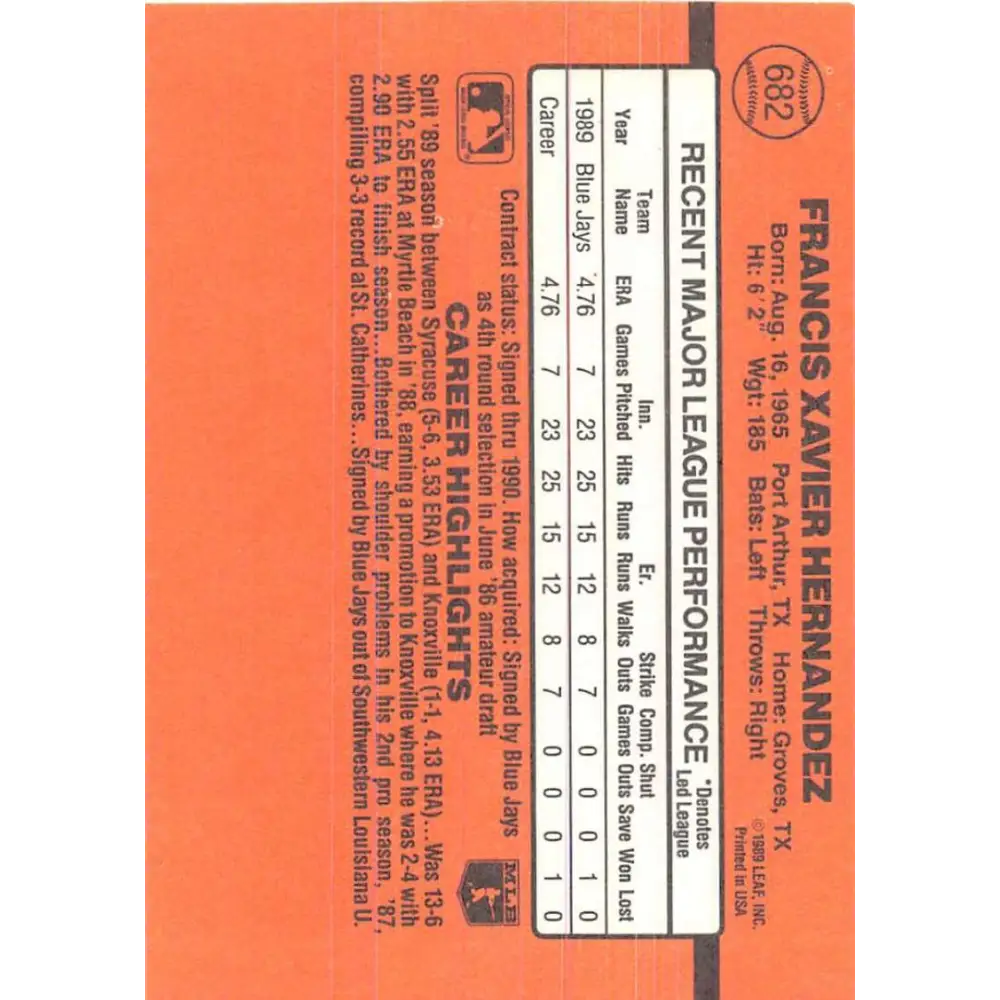 682
FRANCIS XAVIER HERNANDEZ
Born: Aug. 16, 1965 Port Arthur, TX Home: Groves, TX
Ht: 6'2" Wgt: 185 Bats: Left Throws: Right
© 1989 LEAF, INC.
Printed in USA
RECENT MAJOR LEAGUE PERFORMANCE
*Denotes
Led League
Team Inn. Er. Strike Comp. Shut
Year Name ERA Games Pitched Hits Runs Runs Walks Outs Games Outs Save Won Lost
1989 Blue Jays 4.76 7 23 25 15 12 8 7 0 0 0 1 0
Career 4.76 7 23 25 15 12 8 7 0 0 0 1 0
Contract status: Signed thru 1990. How acquired: Signed by Blue Jays
as 4th round selection in June '86 amateur draft
MLB
CAREER HIGHLIGHTS
Split '89 season between Syracuse (5-6, 3.53 ERA) and Knoxville (1-1, 4.13 ERA)...Was 13-6
with 2.55 ERA at Myrtle Beach in '88, earning a promotion to Knoxville where he was 2-4 with
2.90 ERA to finish season...Bothered by shoulder problems in his 2nd pro season, '87,
compiling 3-3 record at St. Catherines...Signed by Blue Jays out of Southwestern Louisiana U.